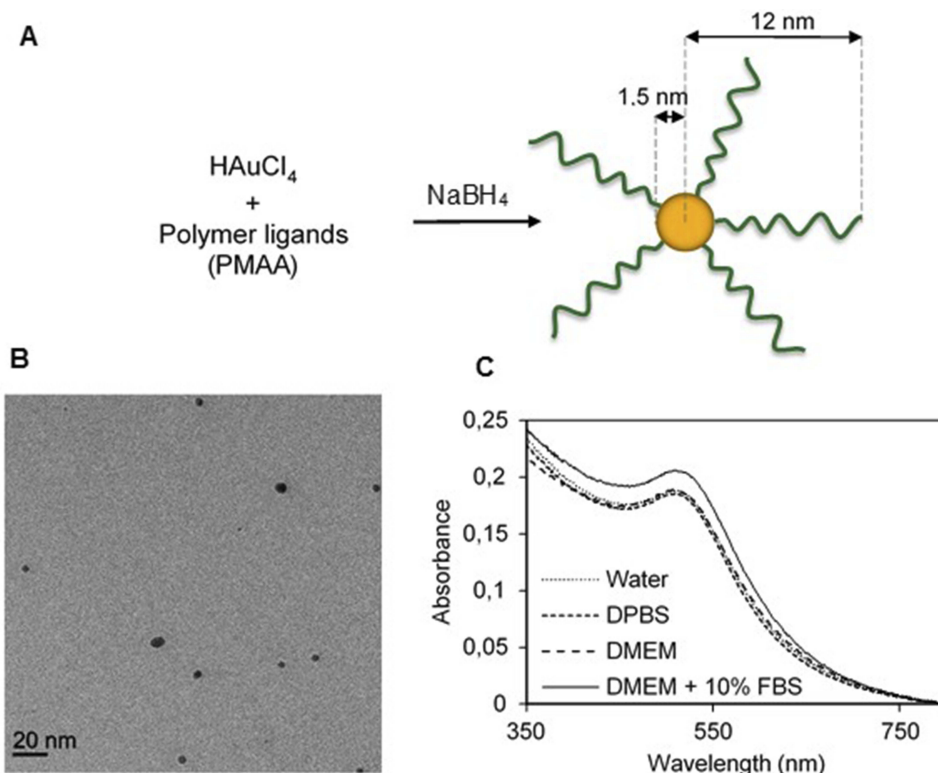 A
12 nm
1.5 nm
HAuCl₄
+
Polymer ligands
(PMAA)
NaBH₄
B
20 nm
C
0,25
0,2
0,15
0,1
0,05
0
Absorbance
Water
DPBS
DMEM
DMEM + 10% FBS
350
550
750
Wavelength (nm)